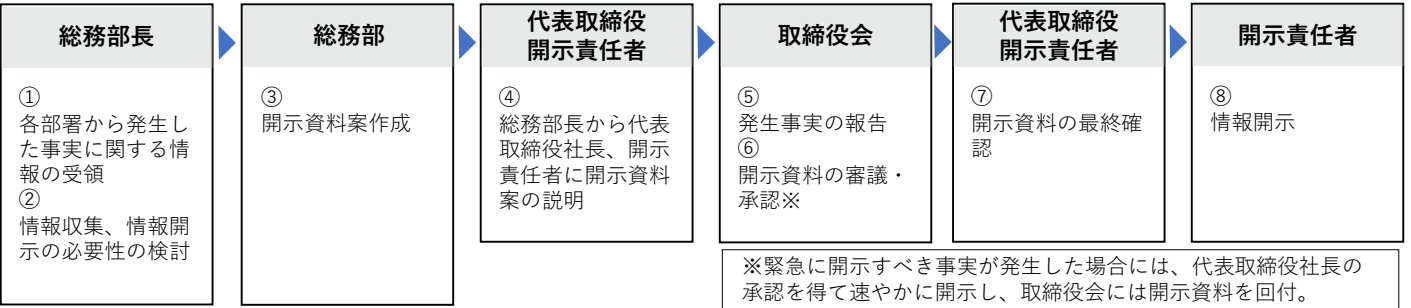 総務部長
①
各部署から発生し
た事実に関する情
報の受領
②
情報収集、情報開
示の必要性の検討
総務部
③
開示資料案作成
代表取締役
開示責任者
④
総務部長から代表
取締役社長、開示
責任者に開示資料
案の説明
取締役会
⑤
発生事実の報告
⑥
開示資料の審議・
承認※
代表取締役
開示責任者
⑦
開示資料の最終確
認
開示責任者
⑧
情報開示
※緊急に開示すべき事実が発生した場合には、代表取締役社長の
承認を得て速やかに開示し、取締役会には開示資料を回付。